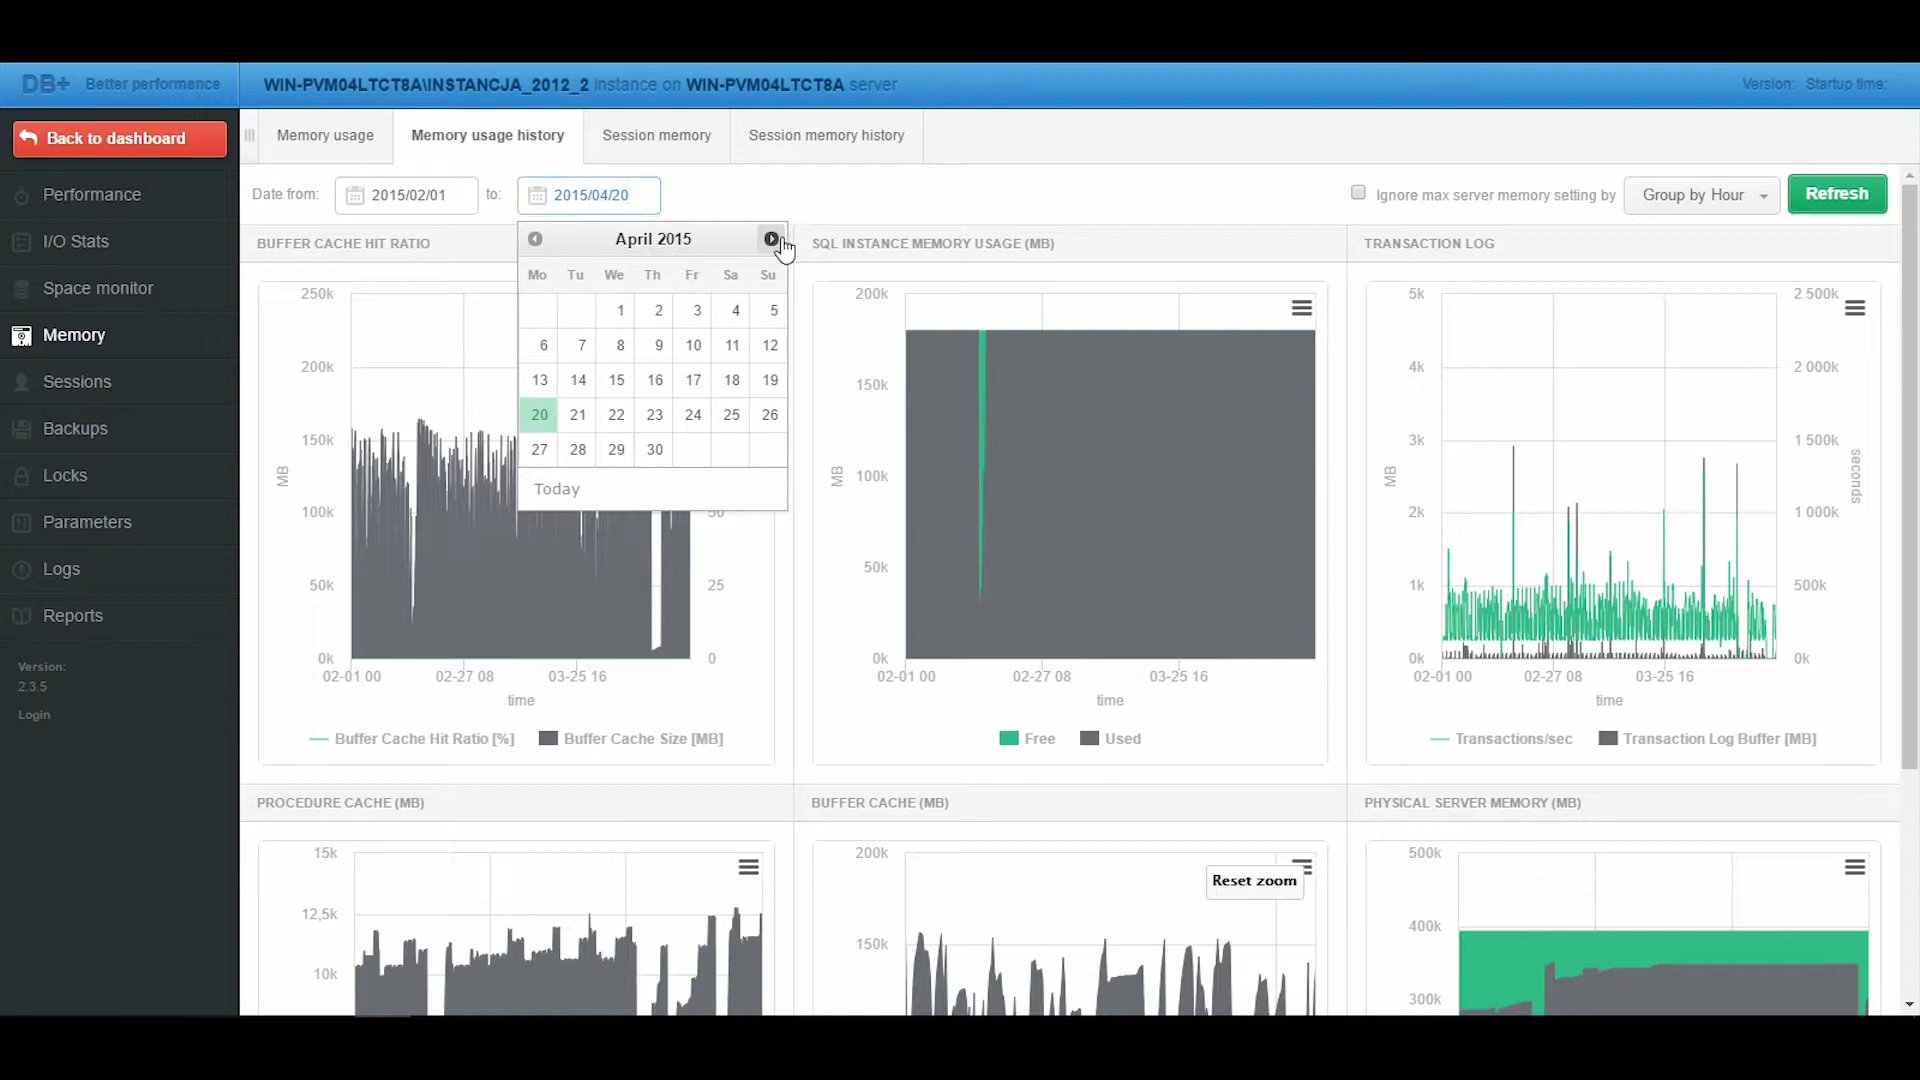 DB+ Better performance
WIN-PVM04LTCT8A\INSTANCJA_2012_2 instance on WIN-PVM04LTCT8A server
Version: Startup time:
Back to dashboard
Performance
I/O Stats
Space monitor
Memory
Sessions
Backups
Locks
Parameters
Logs
Reports
Version:
2.3.5
Login
Memory usage
Memory usage history
Session memory
Session memory history
Date from: 2015/02/01 to: 2015/04/20
Ignore max server memory setting by Group by Hour Refresh
April 2015
Mo Tu We Th Fr Sa Su
1 2 3 4 5
6 7 8 9 10 11 12
13 14 15 16 17 18 19
20 21 22 23 24 25 26
27 28 29 30
Today
BUFFER CACHE HIT RATIO
250k
200k
150k
100k
50k
0k
MB
50
25
0
02-01 00 02-27 08 03-25 16
time
Buffer Cache Hit Ratio [%] Buffer Cache Size [MB]
SQL INSTANCE MEMORY USAGE (MB)
200k
150k
100k
50k
0k
MB
02-01 00 02-27 08 03-25 16
time
Free Used
TRANSACTION LOG
5k
4k
3k
2k
1k
0k
MB
2 500k
2 000k
1 500k
1 000k
500k
0k
seconds
02-01 00 02-27 08 03-25 16
time
Transactions/sec Transaction Log Buffer [MB]
PROCEDURE CACHE (MB)
15k
12,5k
10k
BUFFER CACHE (MB)
200k
150k
Reset zoom
PHYSICAL SERVER MEMORY (MB)
500k
400k
300k